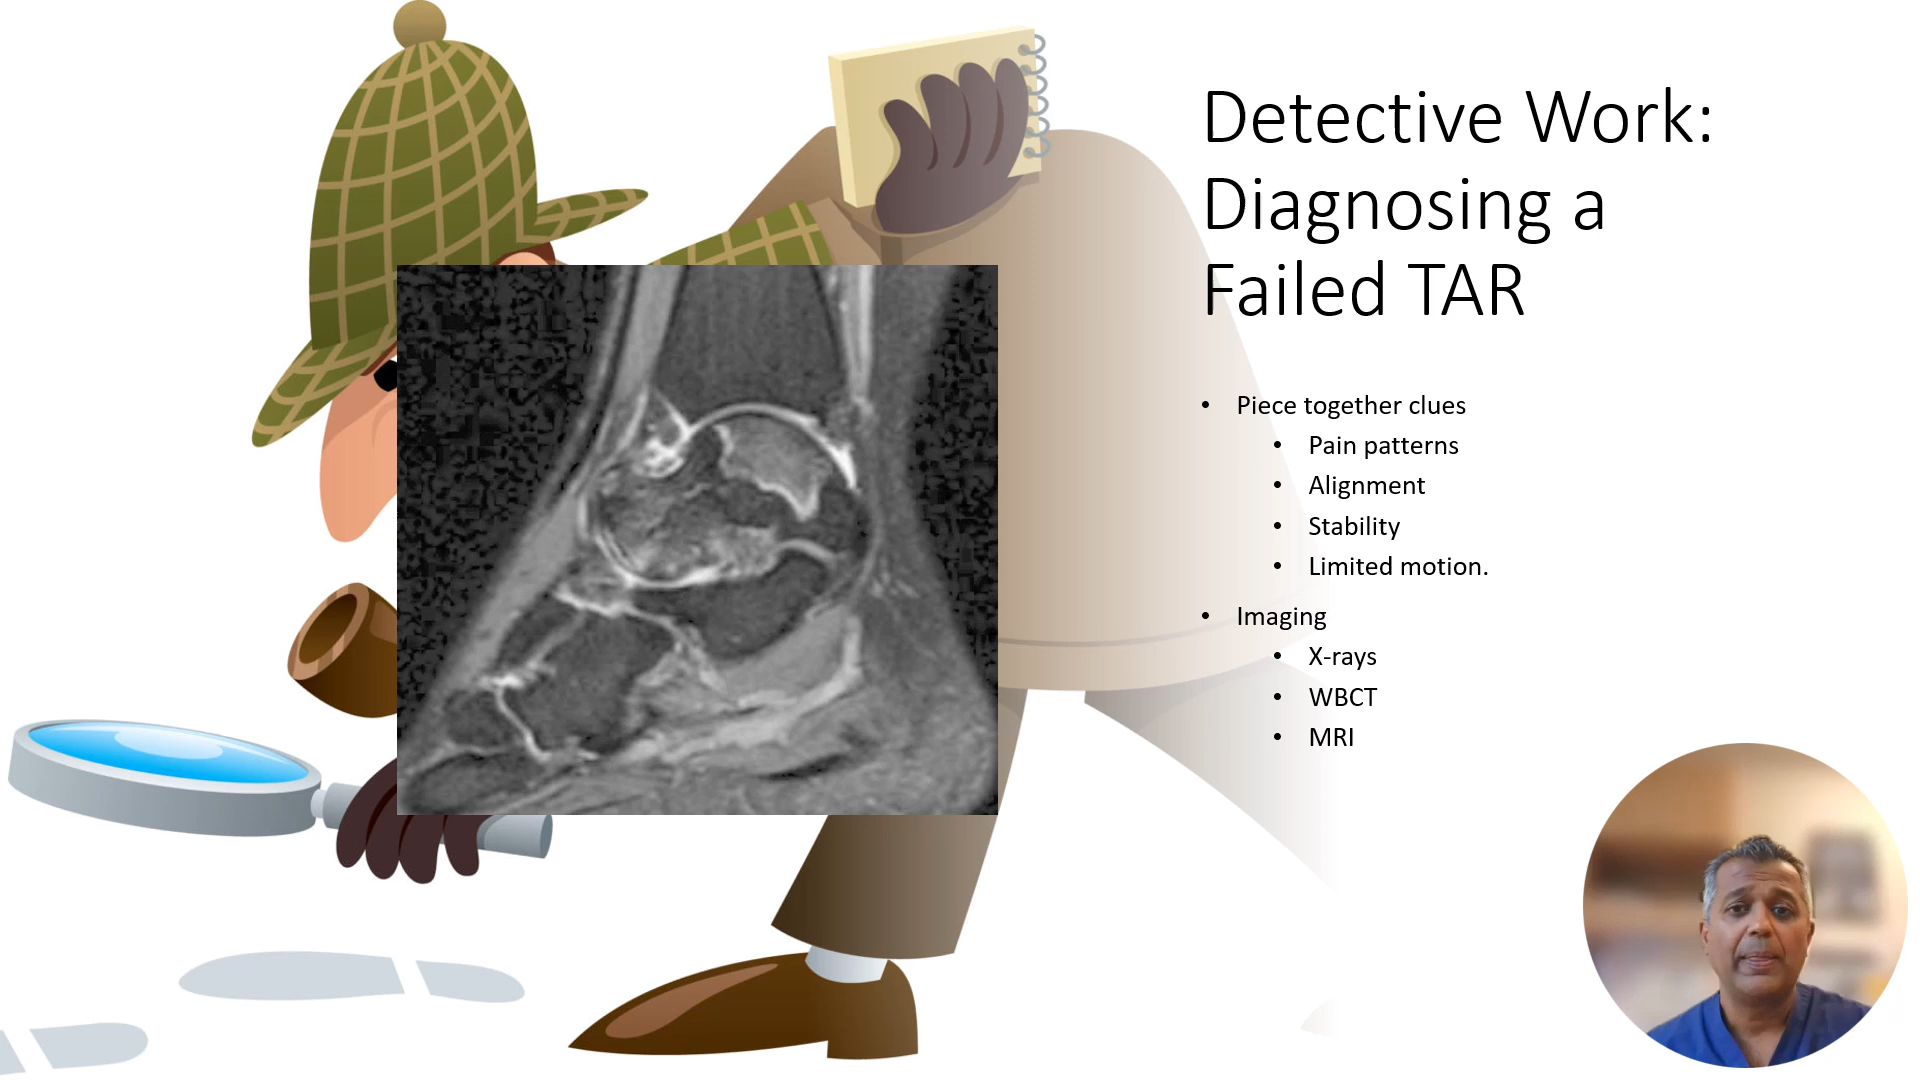 Detective Work:
Diagnosing a
Failed TAR
• Piece together clues
• Pain patterns
• Alignment
• Stability
• Limited motion.
• Imaging
• X-rays
• WBCT
• MRI